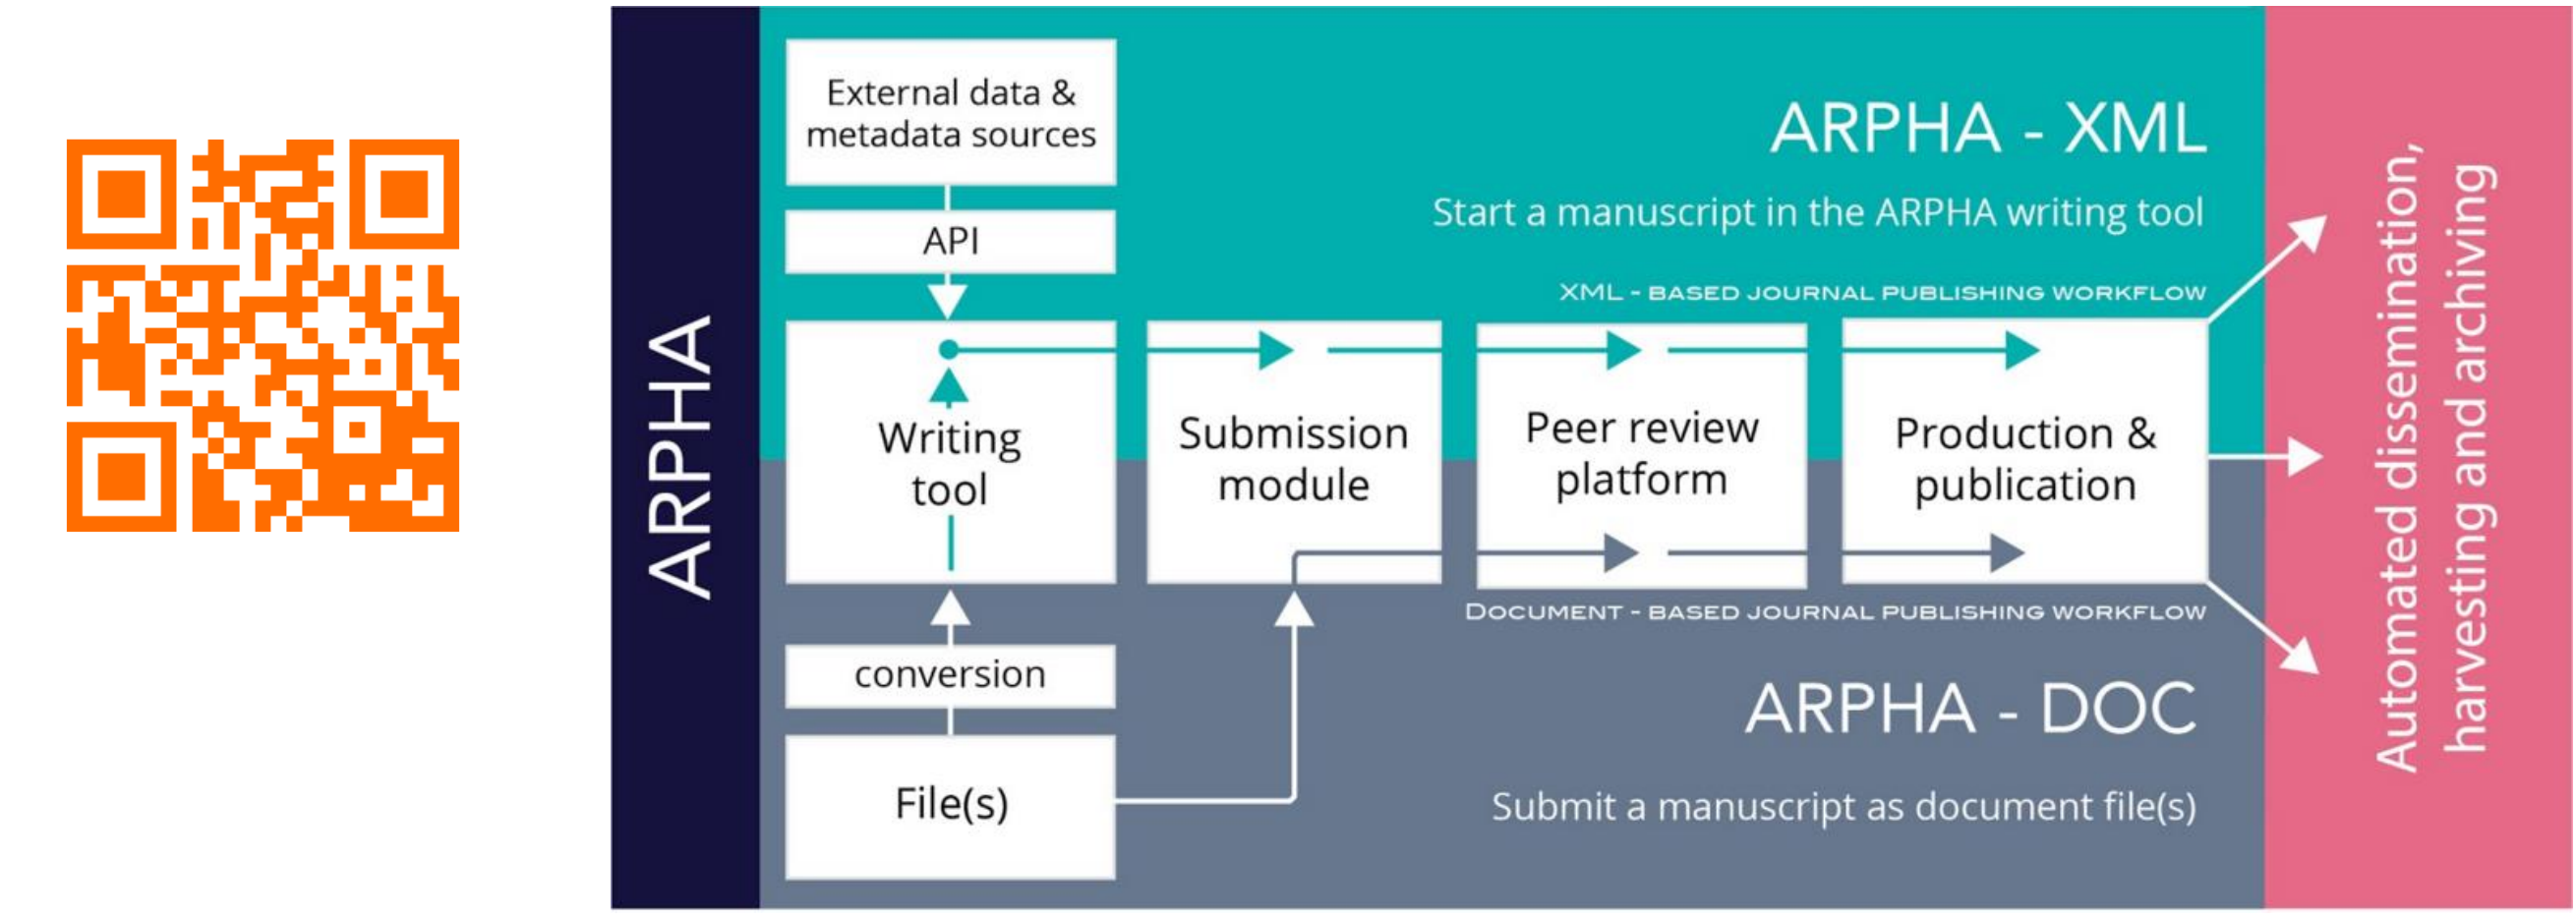 ARPHA
External data &
metadata sources
API
ARPHA - XML
Start a manuscript in the ARPHA writing tool
XML - BASED JOURNAL PUBLISHING WORKFLOW
Writing
tool
Submission
module
Peer review
platform
Production &
publication
DOCUMENT - BASED JOURNAL PUBLISHING WORKFLOW
conversion
File(s)
ARPHA - DOC
Submit a manuscript as document file(s)
Automated dissemination,
harvesting and archiving